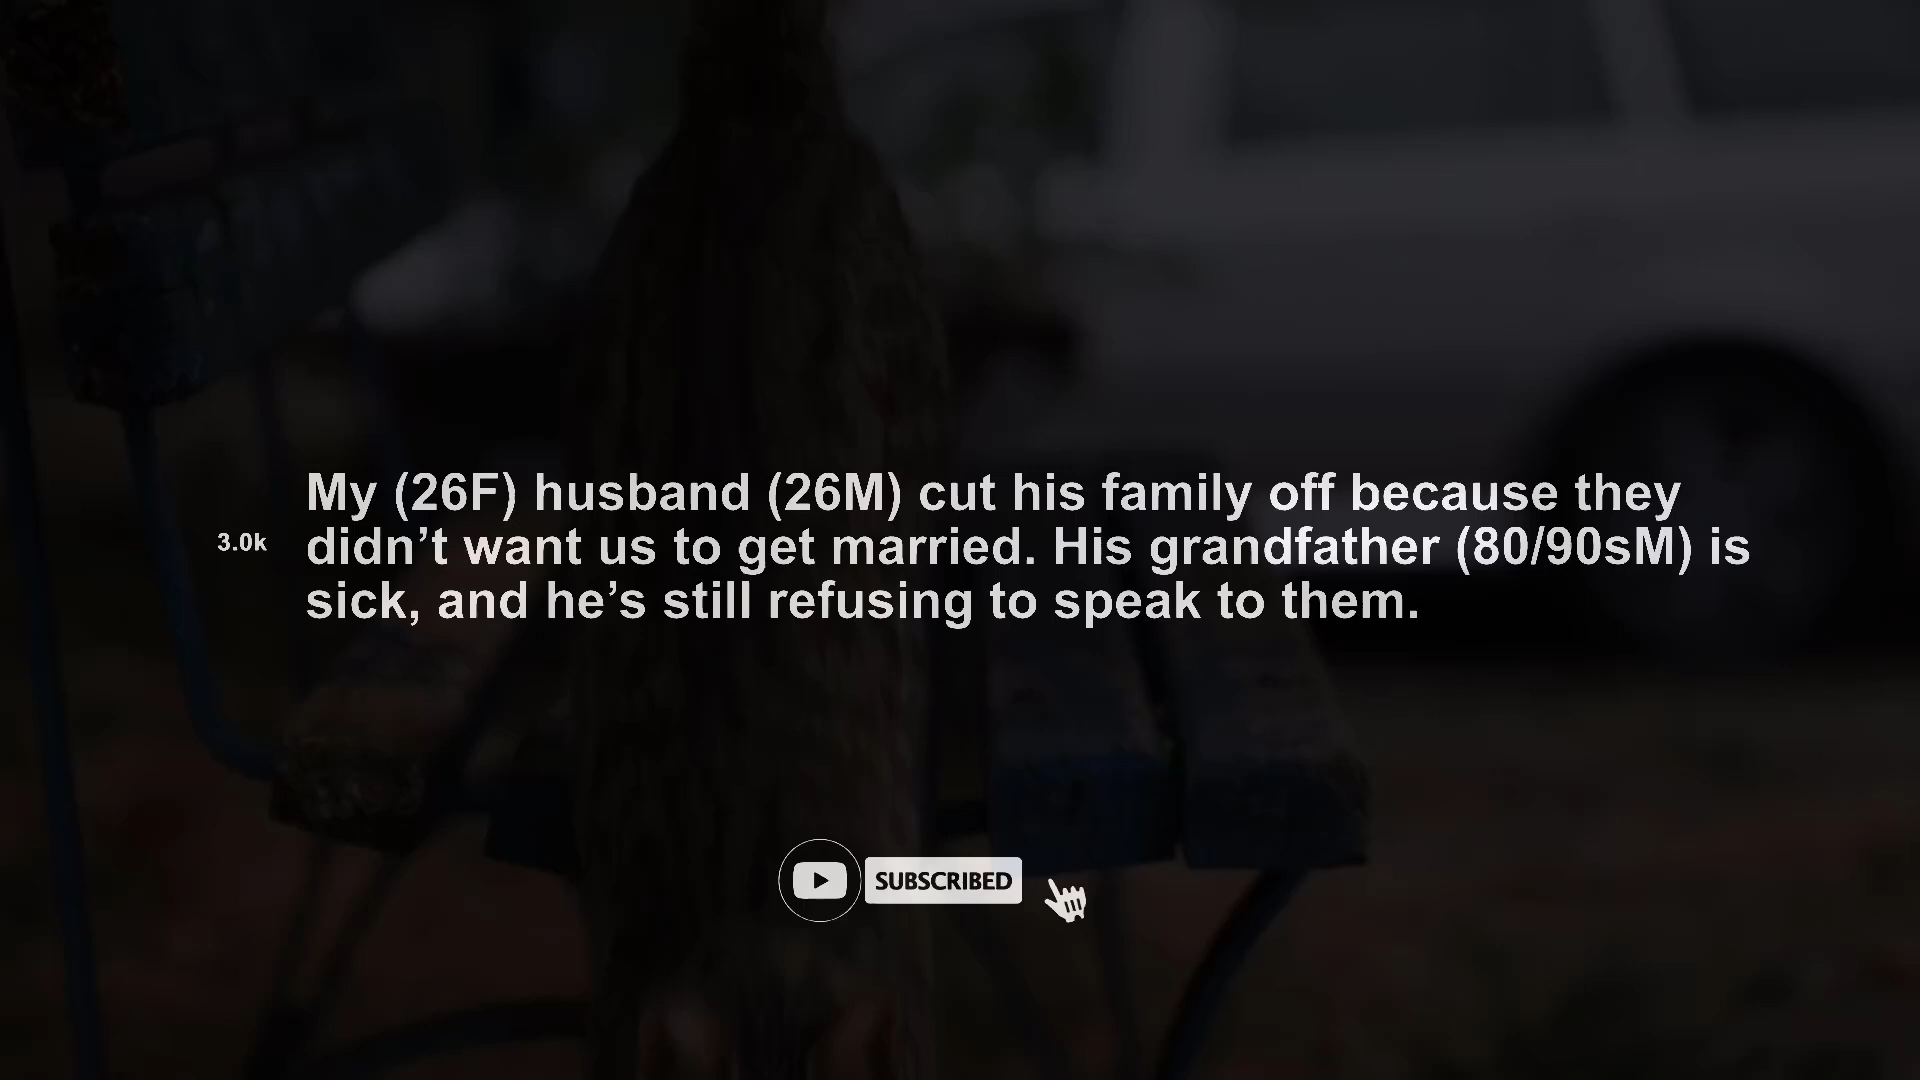 My (26F) husband (26M) cut his family off because they
3.0k
didn’t want us to get married. His grandfather (80/90sM) is
sick, and he’s still refusing to speak to them.
SUBSCRIBED